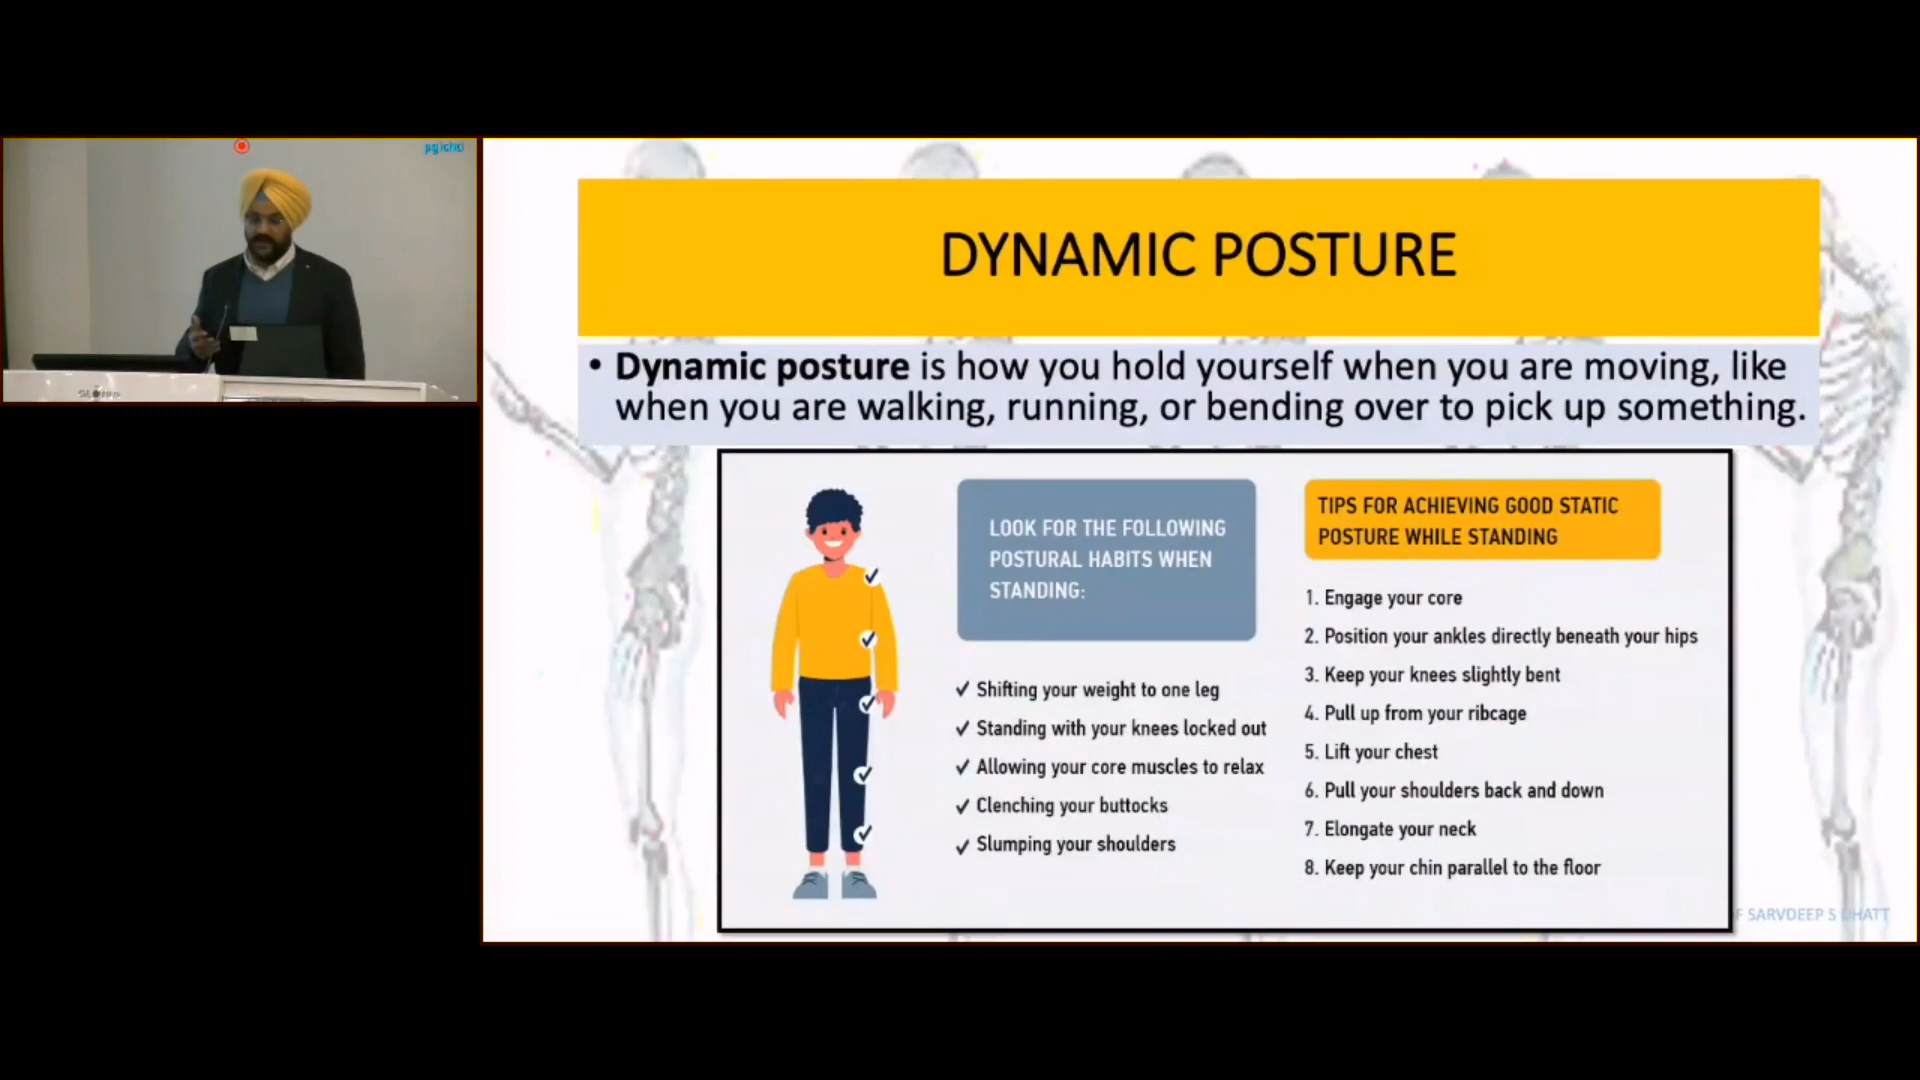 pgichd
DYNAMIC POSTURE
• Dynamic posture is how you hold yourself when you are moving, like
when you are walking, running, or bending over to pick up something.
LOOK FOR THE FOLLOWING
POSTURAL HABITS WHEN
STANDING:
✓ Shifting your weight to one leg
✓ Standing with your knees locked out
✓ Allowing your core muscles to relax
✓ Clenching your buttocks
✓ Slumping your shoulders
TIPS FOR ACHIEVING GOOD STATIC
POSTURE WHILE STANDING
1. Engage your core
2. Position your ankles directly beneath your hips
3. Keep your knees slightly bent
4. Pull up from your ribcage
5. Lift your chest
6. Pull your shoulders back and down
7. Elongate your neck
8. Keep your chin parallel to the floor
F SARVDEEP S DHATT